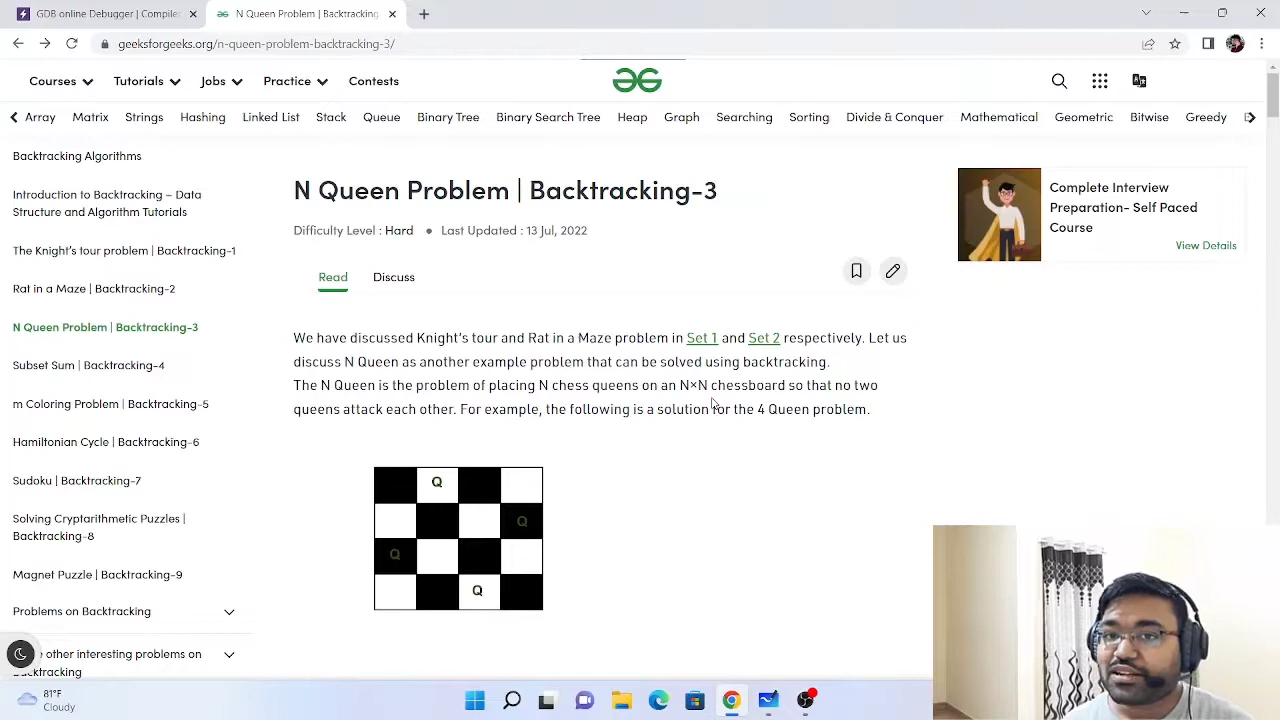 GDB online Debugger | Compiler
N Queen Problem | Backtracking-
geeksforgeeks.org/n-queen-problem-backtracking-3/
Courses Tutorials Jobs Practice Contests
Array Matrix Strings Hashing Linked List Stack Queue Binary Tree Binary Search Tree Heap Graph Searching Sorting Divide & Conquer Mathematical Geometric Bitwise Greedy
Backtracking Algorithms
Introduction to Backtracking – Data
Structure and Algorithm Tutorials
The Knight's tour problem | Backtracking-1
Rat in a Maze | Backtracking-2
N Queen Problem | Backtracking-3
Subset Sum | Backtracking-4
m Coloring Problem | Backtracking-5
Hamiltonian Cycle | Backtracking-6
Sudoku | Backtracking-7
Solving Cryptarithmetic Puzzles |
Backtracking-8
Magnet Puzzle | Backtracking-9
Problems on Backtracking
other interesting problems on
Backtracking
N Queen Problem | Backtracking-3
Difficulty Level : Hard ● Last Updated : 13 Jul, 2022
Read Discuss
We have discussed Knight's tour and Rat in a Maze problem in Set 1 and Set 2 respectively. Let us
discuss N Queen as another example problem that can be solved using backtracking.
The N Queen is the problem of placing N chess queens on an N×N chessboard so that no two
queens attack each other. For example, the following is a solution for the 4 Queen problem.
Q
Q
Q
Q
Complete Interview
Preparation- Self Paced
Course
View Details
81°F
Cloudy